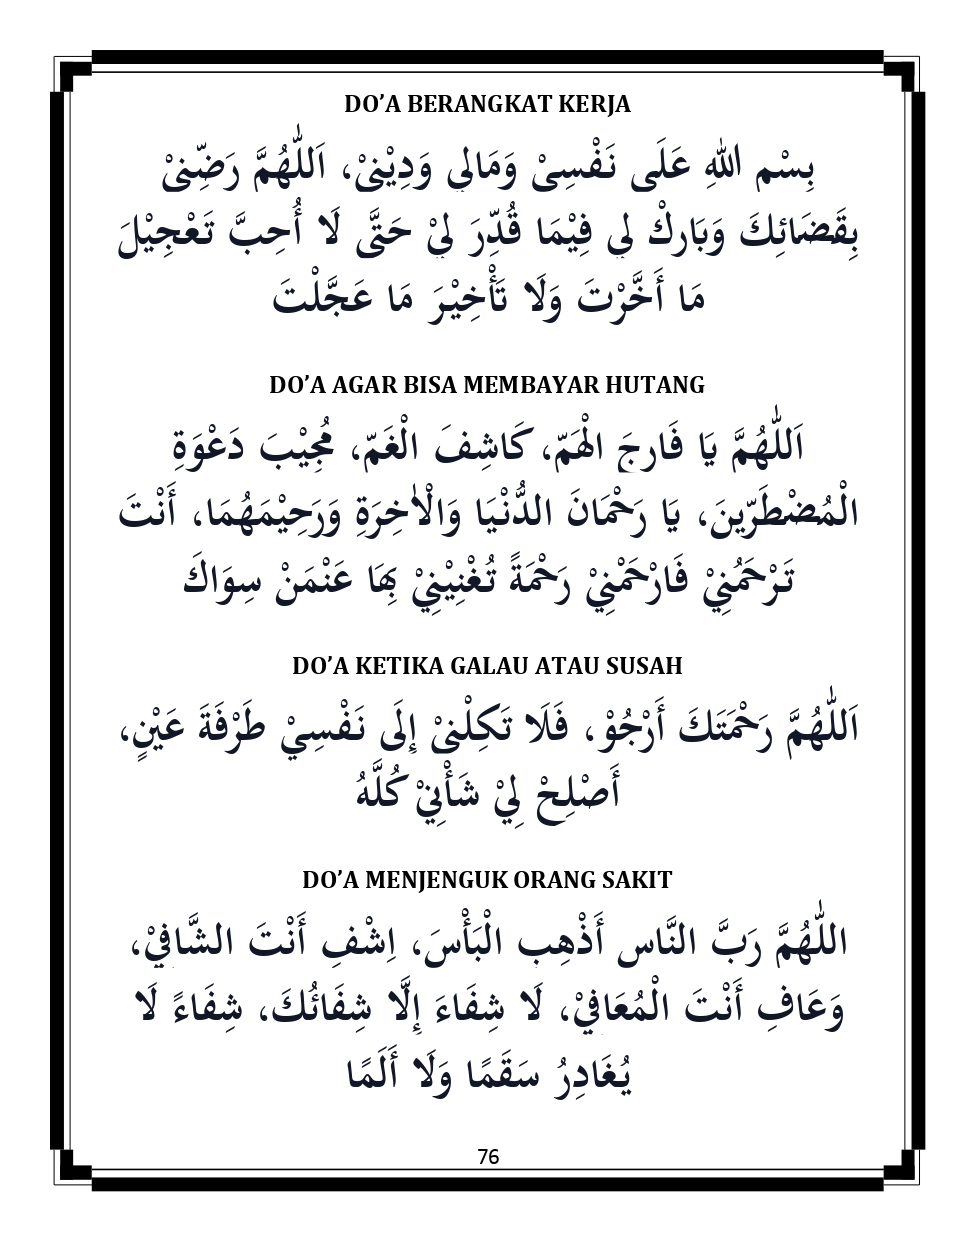 DO’A BERANGKAT KERJA
بِسْمِ اللهِ عَلَى نَفْسِىْ وَمَالِي وَدِيْنِىْ، اَللّٰهُمَّ رَضِّنِىْ
بِقَضَائِكَ وَبَارِكْ لِي فِيْمَا قُدِّرَ لِيْ حَتَّى لَا أُحِبَّ تَعْجِيْلَ
مَا أَخَّرْتَ وَلَا تَأْخِيْرَ مَا عَجَّلْتَ
DO’A AGAR BISA MEMBAYAR HUTANG
اَللّٰهُمَّ يَا فَارِجَ الْهَمِّ، كَاشِفَ الْغَمِّ، مُجِيْبَ دَعْوَةِ
الْمُضْطَرِّينَ، يَا رَحْمَانَ الدُّنْيَا وَالْاٰخِرَةِ وَرَحِيْمَهُمَا، أَنْتَ
تَرْحَمُنِيْ فَارْحَمْنِيْ رَحْمَةً تُغْنِيْنِيْ بِهَا عَنْمَنْ سِوَاكَ
DO’A KETIKA GALAU ATAU SUSAH
اَللّٰهُمَّ رَحْمَتَكَ أَرْجُوْ، فَلَا تَكِلْنِىْ إِلَى نَفْسِيْ طَرْفَةَ عَيْنٍ،
أَصْلِحْ لِيْ شَأْنِيْ كُلَّهُ
DO’A MENJENGUK ORANG SAKIT
اللّٰهُمَّ رَبَّ النَّاسِ أَذْهِبِ الْبَأْسَ، اِشْفِ أَنْتَ الشَّافِيْ،
وَعَافِ أَنْتَ الْمُعَافِيْ، لَا شِفَاءَ إِلَّا شِفَائُكَ، شِفَاءً لَا
يُغَادِرُ سَقَمًا وَلَا أَلَمًا
76